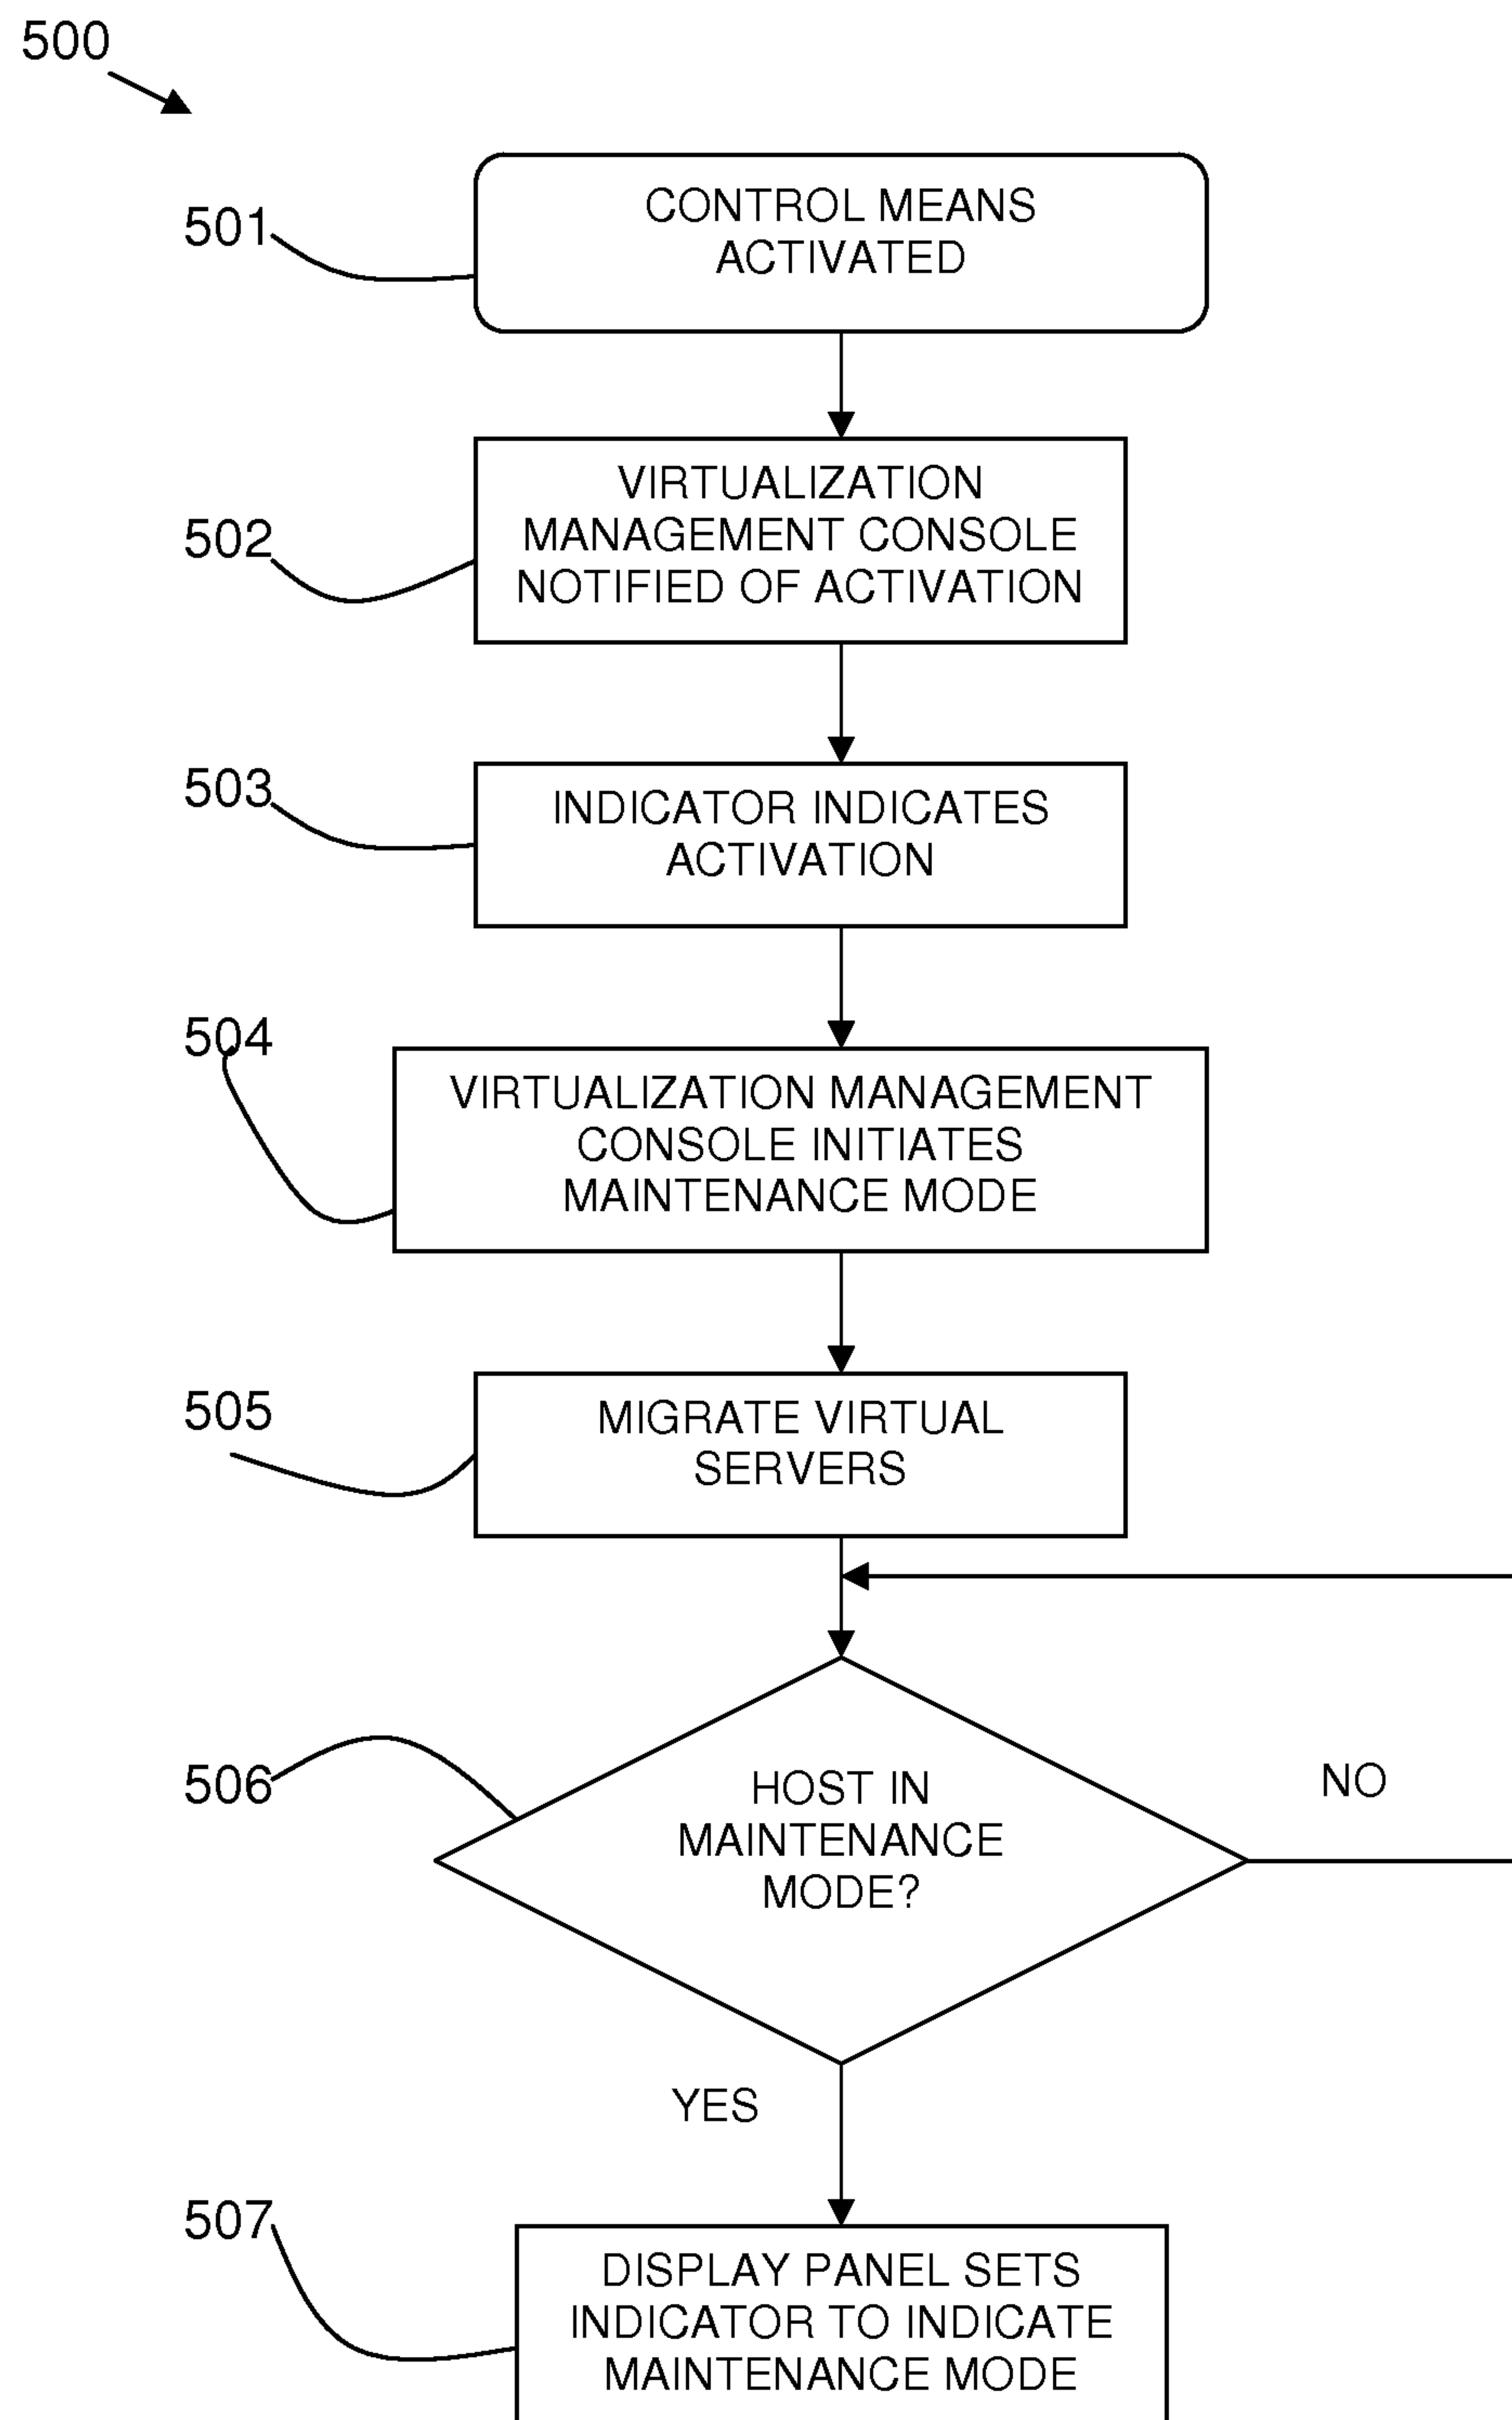 500
501
CONTROL MEANS
ACTIVATED
502
VIRTUALIZATION
MANAGEMENT CONSOLE
NOTIFIED OF ACTIVATION
503
INDICATOR INDICATES
ACTIVATION
504
VIRTUALIZATION MANAGEMENT
CONSOLE INITIATES
MAINTENANCE MODE
505
MIGRATE VIRTUAL
SERVERS
506
HOST IN
MAINTENANCE
MODE?
NO
YES
507
DISPLAY PANEL SETS
INDICATOR TO INDICATE
MAINTENANCE MODE